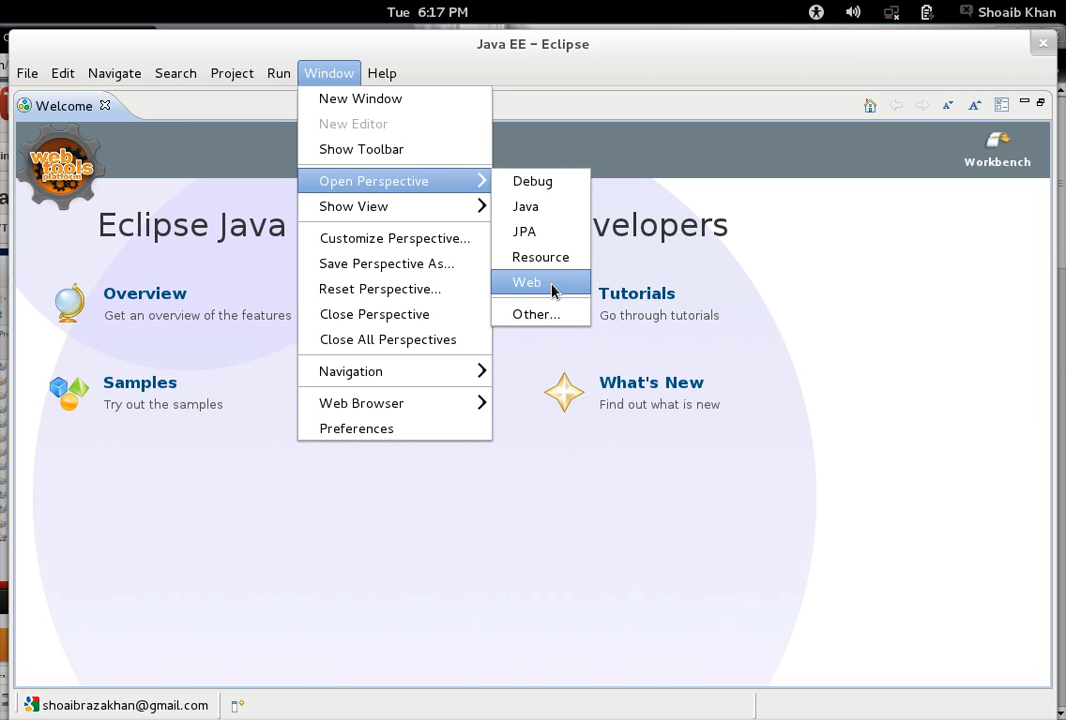 Tue 6:17 PM
Shoaib Khan
Java EE – Eclipse
File Edit Navigate Search Project Run Window Help
Welcome
New Window
New Editor
Show Toolbar
Open Perspective
Show View
Customize Perspective...
Save Perspective As...
Reset Perspective...
Close Perspective
Close All Perspectives
Navigation
Web Browser
Preferences
Debug
Java
JPA
Resource
Web
Other...
web
tools
platform
Workbench
Eclipse Java velopers
Overview
Get an overview of the features
Tutorials
Go through tutorials
Samples
Try out the samples
What's New
Find out what is new
shoaibrazakhan@gmail.com